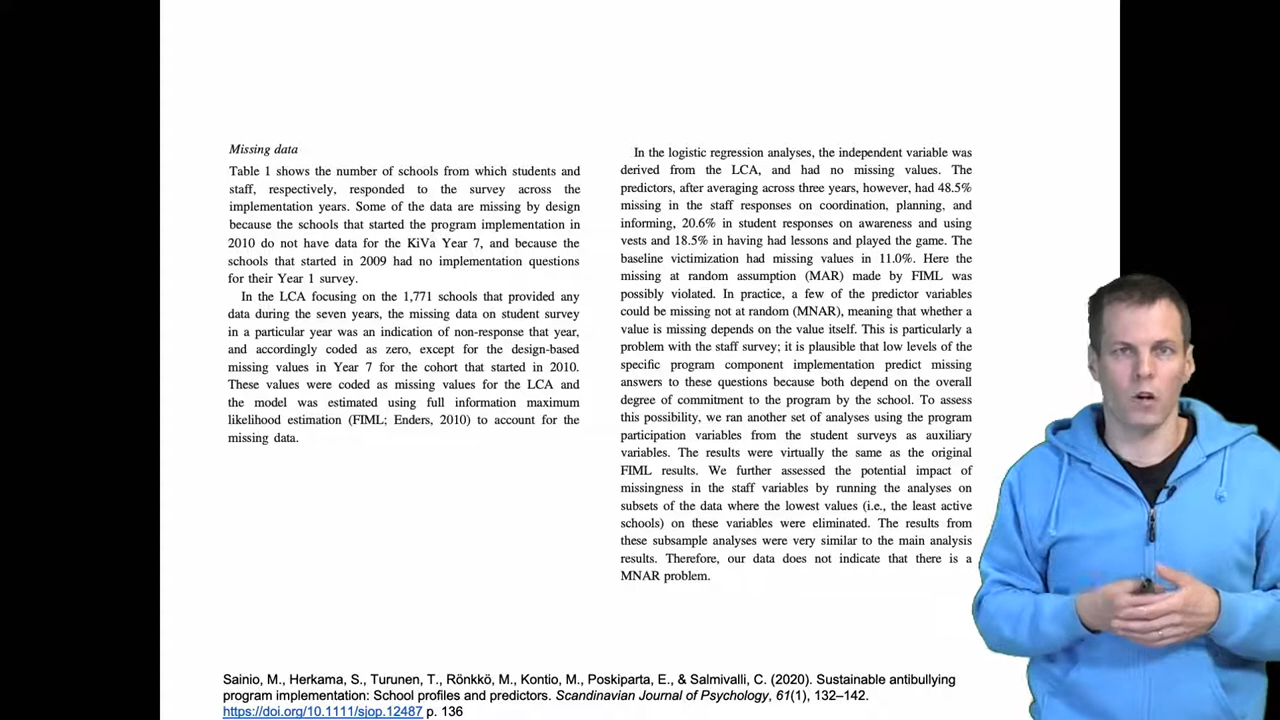 Missing data
Table 1 shows the number of schools from which students and
staff, respectively, responded to the survey across the
implementation years. Some of the data are missing by design
because the schools that started the program implementation in
2010 do not have data for the KiVa Year 7, and because the
schools that started in 2009 had no implementation questions
for their Year 1 survey.
In the LCA focusing on the 1,771 schools that provided any
data during the seven years, the missing data on student survey
in a particular year was an indication of non-response that year,
and accordingly coded as zero, except for the design-based
missing values in Year 7 for the cohort that started in 2010.
These values were coded as missing values for the LCA and
the model was estimated using full information maximum
likelihood estimation (FIML; Enders, 2010) to account for the
missing data.
In the logistic regression analyses, the independent variable was
derived from the LCA, and had no missing values. The
predictors, after averaging across three years, however, had 48.5%
missing in the staff responses on coordination, planning, and
informing, 20.6% in student responses on awareness and using
vests and 18.5% in having had lessons and played the game. The
baseline victimization had missing values in 11.0%. Here the
missing at random assumption (MAR) made by FIML was
possibly violated. In practice, a few of the predictor variables
could be missing not at random (MNAR), meaning that whether a
value is missing depends on the value itself. This is particularly a
problem with the staff survey; it is plausible that low levels of the
specific program component implementation predict missing
answers to these questions because both depend on the overall
degree of commitment to the program by the school. To assess
this possibility, we ran another set of analyses using the program
participation variables from the student surveys as auxiliary
variables. The results were virtually the same as the original
FIML results. We further assessed the potential impact of
missingness in the staff variables by running the analyses on
subsets of the data where the lowest values (i.e., the least active
schools) on these variables were eliminated. The results from
these subsample analyses were very similar to the main analysis
results. Therefore, our data does not indicate that there is a
MNAR problem.
Sainio, M., Herkama, S., Turunen, T., Rönkkö, M., Kontio, M., Poskiparta, E., & Salmivalli, C. (2020). Sustainable antibullying
program implementation: School profiles and predictors. Scandinavian Journal of Psychology, 61(1), 132–142.
https://doi.org/10.1111/sjop.12487 p. 136